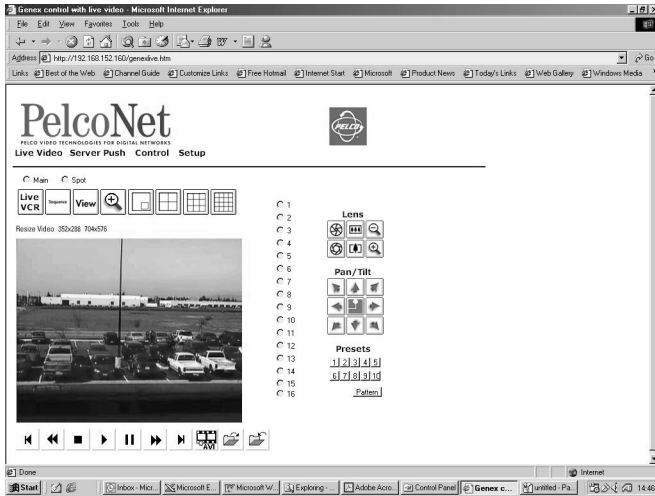 Genex control with live video - Microsoft Internet Explorer
File Edit View Favorites Tools Help
Address http://192.168.152.160/genexlive.htm Go
Links Best of the Web Channel Guide Customize Links Free Hotmail Internet Start Microsoft Product News Today's Links Web Gallery Windows Media
PelcoNet
PELCO VIDEO TECHNOLOGIES FOR DIGITAL NETWORKS
PELCO
Live Video Server Push Control Setup
Main Spot
Live VCR Sequence View
Resize Video 352x288 704x576
1
2
3
4
5
6
7
8
9
10
11
12
13
14
15
16
Lens
Pan/Tilt
Presets
1 2 3 4 5
6 7 8 9 10
Pattern
AVI
Done Internet
Start Inbox - Micr... Microsoft E... Microsoft W... Exploring - ... Adobe Acro... Control Panel Genex c... untitled - Pa... 14:46